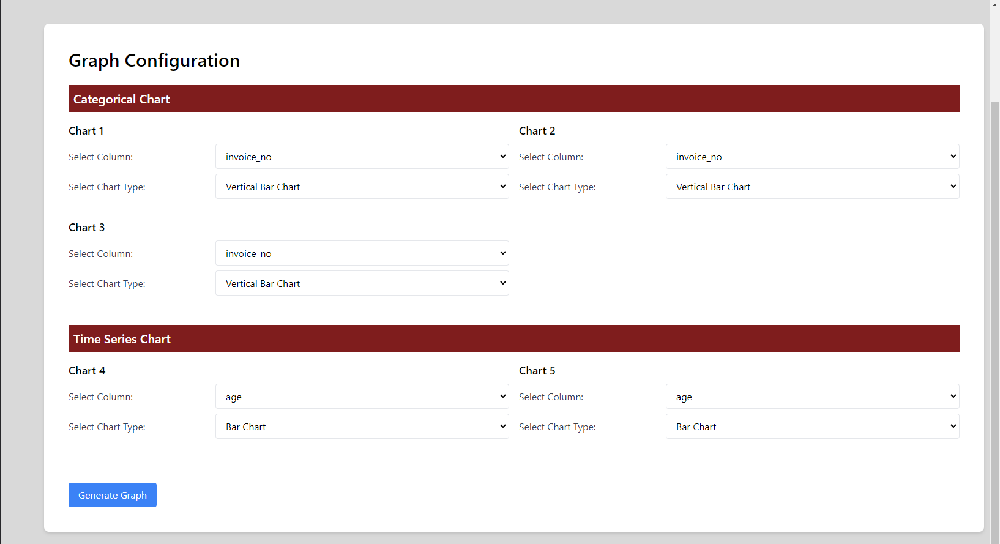 Graph Configuration
Categorical Chart
Chart 1
Select Column:
invoice_no
Select Chart Type:
Vertical Bar Chart
Chart 2
Select Column:
invoice_no
Select Chart Type:
Vertical Bar Chart
Chart 3
Select Column:
invoice_no
Select Chart Type:
Vertical Bar Chart
Time Series Chart
Chart 4
Select Column:
age
Select Chart Type:
Bar Chart
Chart 5
Select Column:
age
Select Chart Type:
Bar Chart
Generate Graph